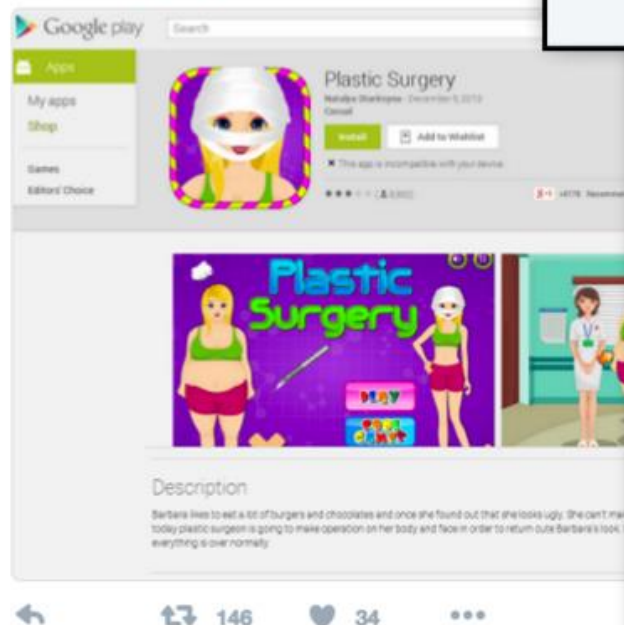 Google play
Search
Apps
My apps
Shop
Games
Editors' Choice
Plastic Surgery
December
Casual
Install
Add to Wishlist
This app is incompatible with your device.
Plastic
Surgery
PLAY
Description
Barbara likes to eat a lot of burgers and chocolates and once she found out that she looks ugly. She can't
today plastic surgeon is going to make operation on her body and face in order to return cute Barbara's look.
everything is over normally.
146
34